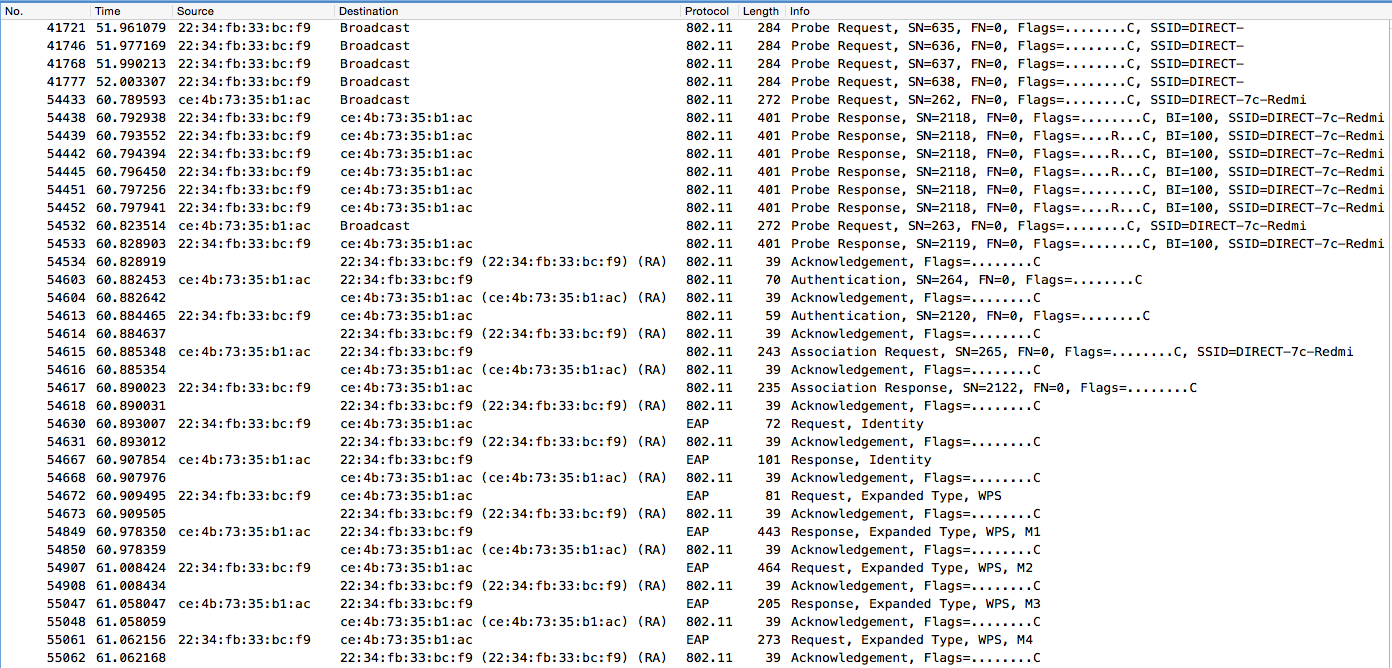 No. Time Source Destination Protocol Length Info
41721 51.961079 22:34:fb:33:bc:f9 Broadcast 802.11 284 Probe Request, SN=635, FN=0, Flags=........C, SSID=DIRECT-
41746 51.977169 22:34:fb:33:bc:f9 Broadcast 802.11 284 Probe Request, SN=636, FN=0, Flags=........C, SSID=DIRECT-
41768 51.990213 22:34:fb:33:bc:f9 Broadcast 802.11 284 Probe Request, SN=637, FN=0, Flags=........C, SSID=DIRECT-
41777 52.003307 22:34:fb:33:bc:f9 Broadcast 802.11 284 Probe Request, SN=638, FN=0, Flags=........C, SSID=DIRECT-
54433 60.789593 ce:4b:73:35:b1:ac Broadcast 802.11 272 Probe Request, SN=262, FN=0, Flags=........C, SSID=DIRECT-7c-Redmi
54438 60.792938 22:34:fb:33:bc:f9 ce:4b:73:35:b1:ac 802.11 401 Probe Response, SN=2118, FN=0, Flags=........C, BI=100, SSID=DIRECT-7c-Redmi
54439 60.793552 22:34:fb:33:bc:f9 ce:4b:73:35:b1:ac 802.11 401 Probe Response, SN=2118, FN=0, Flags=....R...C, BI=100, SSID=DIRECT-7c-Redmi
54442 60.794394 22:34:fb:33:bc:f9 ce:4b:73:35:b1:ac 802.11 401 Probe Response, SN=2118, FN=0, Flags=....R...C, BI=100, SSID=DIRECT-7c-Redmi
54445 60.796450 22:34:fb:33:bc:f9 ce:4b:73:35:b1:ac 802.11 401 Probe Response, SN=2118, FN=0, Flags=....R...C, BI=100, SSID=DIRECT-7c-Redmi
54451 60.797256 22:34:fb:33:bc:f9 ce:4b:73:35:b1:ac 802.11 401 Probe Response, SN=2118, FN=0, Flags=........C, BI=100, SSID=DIRECT-7c-Redmi
54452 60.797941 22:34:fb:33:bc:f9 ce:4b:73:35:b1:ac 802.11 401 Probe Response, SN=2118, FN=0, Flags=....R...C, BI=100, SSID=DIRECT-7c-Redmi
54532 60.823514 ce:4b:73:35:b1:ac Broadcast 802.11 272 Probe Request, SN=263, FN=0, Flags=........C, SSID=DIRECT-7c-Redmi
54533 60.828903 22:34:fb:33:bc:f9 ce:4b:73:35:b1:ac 802.11 401 Probe Response, SN=2119, FN=0, Flags=........C, BI=100, SSID=DIRECT-7c-Redmi
54534 60.828919 22:34:fb:33:bc:f9 (22:34:fb:33:bc:f9) (RA) 802.11 39 Acknowledgement, Flags=........C
54603 60.882453 ce:4b:73:35:b1:ac 22:34:fb:33:bc:f9 802.11 70 Authentication, SN=264, FN=0, Flags=........C
54604 60.882642 ce:4b:73:35:b1:ac (ce:4b:73:35:b1:ac) (RA) 802.11 39 Acknowledgement, Flags=........C
54613 60.884465 22:34:fb:33:bc:f9 ce:4b:73:35:b1:ac 802.11 59 Authentication, SN=2120, FN=0, Flags=........C
54614 60.884637 22:34:fb:33:bc:f9 (22:34:fb:33:bc:f9) (RA) 802.11 39 Acknowledgement, Flags=........C
54615 60.885348 ce:4b:73:35:b1:ac 22:34:fb:33:bc:f9 802.11 243 Association Request, SN=265, FN=0, Flags=........C, SSID=DIRECT-7c-Redmi
54616 60.885354 ce:4b:73:35:b1:ac (ce:4b:73:35:b1:ac) (RA) 802.11 39 Acknowledgement, Flags=........C
54617 60.890023 22:34:fb:33:bc:f9 ce:4b:73:35:b1:ac 802.11 235 Association Response, SN=2122, FN=0, Flags=........C
54618 60.890031 22:34:fb:33:bc:f9 (22:34:fb:33:bc:f9) (RA) 802.11 39 Acknowledgement, Flags=........C
54630 60.893007 22:34:fb:33:bc:f9 ce:4b:73:35:b1:ac EAP 72 Request, Identity
54631 60.893012 22:34:fb:33:bc:f9 (22:34:fb:33:bc:f9) (RA) 802.11 39 Acknowledgement, Flags=........C
54667 60.907854 ce:4b:73:35:b1:ac 22:34:fb:33:bc:f9 EAP 101 Response, Identity
54668 60.907976 ce:4b:73:35:b1:ac (ce:4b:73:35:b1:ac) (RA) 802.11 39 Acknowledgement, Flags=........C
54672 60.909495 22:34:fb:33:bc:f9 ce:4b:73:35:b1:ac EAP 81 Request, Expanded Type, WPS
54673 60.909505 22:34:fb:33:bc:f9 (22:34:fb:33:bc:f9) (RA) 802.11 39 Acknowledgement, Flags=........C
54849 60.978350 ce:4b:73:35:b1:ac 22:34:fb:33:bc:f9 EAP 443 Response, Expanded Type, WPS, M1
54850 60.978359 ce:4b:73:35:b1:ac (ce:4b:73:35:b1:ac) (RA) 802.11 39 Acknowledgement, Flags=........C
54907 61.008424 22:34:fb:33:bc:f9 ce:4b:73:35:b1:ac EAP 464 Request, Expanded Type, WPS, M2
54908 61.008434 22:34:fb:33:bc:f9 (22:34:fb:33:bc:f9) (RA) 802.11 39 Acknowledgement, Flags=........C
55047 61.058047 ce:4b:73:35:b1:ac 22:34:fb:33:bc:f9 EAP 205 Response, Expanded Type, WPS, M3
55048 61.058059 ce:4b:73:35:b1:ac (ce:4b:73:35:b1:ac) (RA) 802.11 39 Acknowledgement, Flags=........C
55061 61.062156 22:34:fb:33:bc:f9 ce:4b:73:35:b1:ac EAP 273 Request, Expanded Type, WPS, M4
55062 61.062168 22:34:fb:33:bc:f9 (22:34:fb:33:bc:f9) (RA) 802.11 39 Acknowledgement, Flags=........C